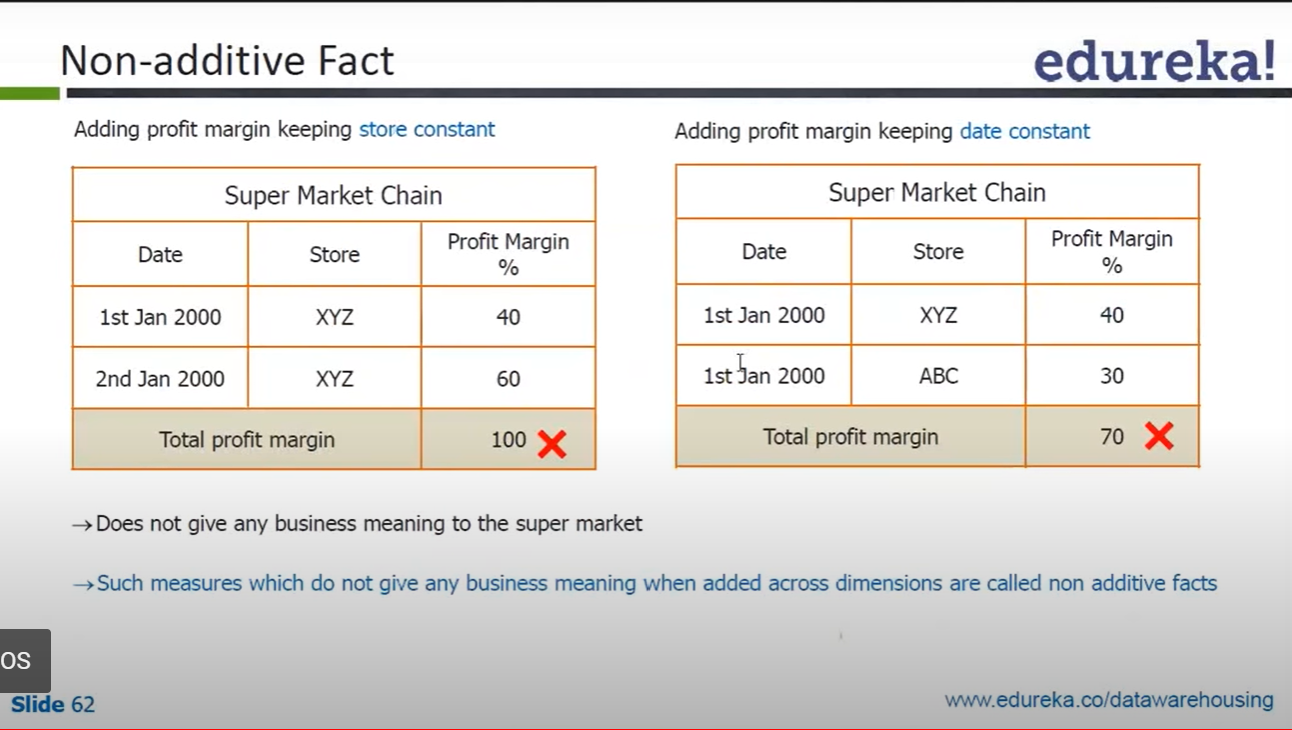 Non-additive Fact
edureka!
Adding profit margin keeping store constant
Super Market Chain
Date Store Profit Margin %
1st Jan 2000 XYZ 40
2nd Jan 2000 XYZ 60
Total profit margin 100
Adding profit margin keeping date constant
Super Market Chain
Date Store Profit Margin %
1st Jan 2000 XYZ 40
1st Jan 2000 ABC 30
Total profit margin 70
→Does not give any business meaning to the super market
→Such measures which do not give any business meaning when added across dimensions are called non additive facts
os
Slide 62
www.edureka.co/datawarehousing